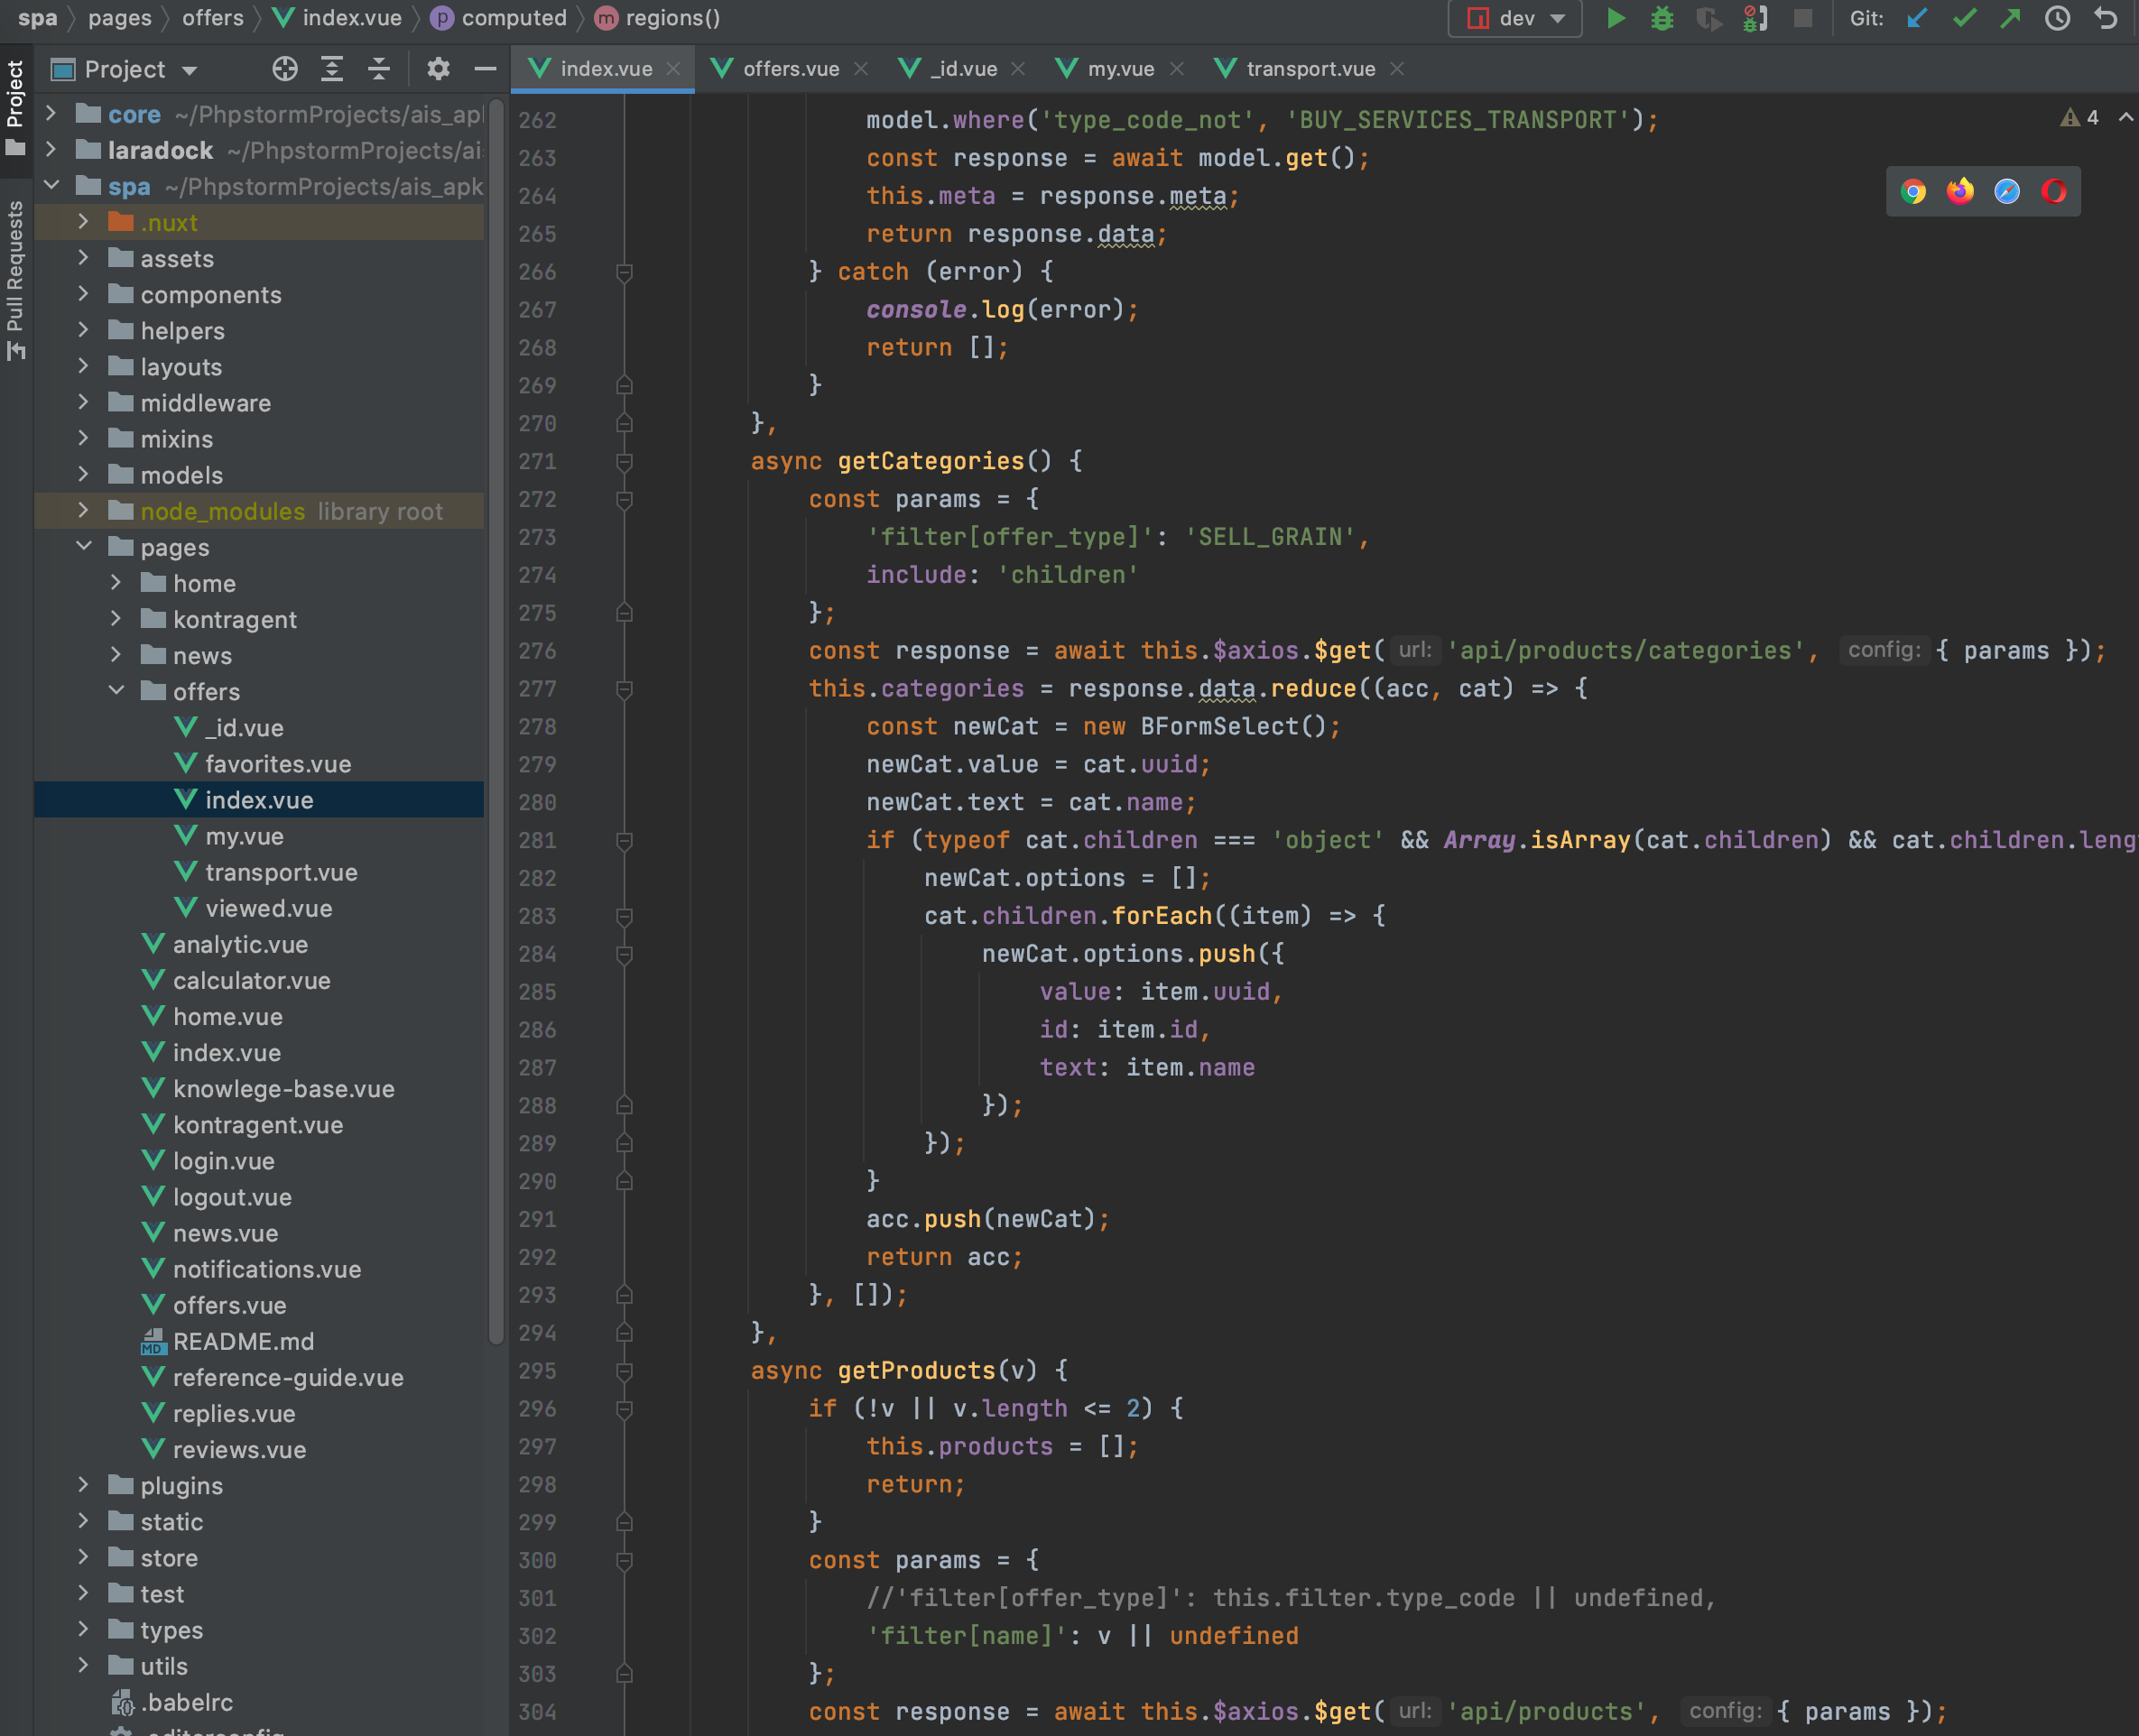 spa pages offers index.vue p computed m regions() dev Git:
Project
Pull Requests
Project
index.vue
offers.vue
_id.vue
my.vue
transport.vue
core ~/PhpstormProjects/ais_apl
laradock ~/PhpstormProjects/ai
spa ~/PhpstormProjects/ais_apk
.nuxt
assets
components
helpers
layouts
middleware
mixins
models
node_modules library root
pages
home
kontragent
news
offers
_id.vue
favorites.vue
index.vue
my.vue
transport.vue
viewed.vue
analytic.vue
calculator.vue
home.vue
index.vue
knowlege-base.vue
kontragent.vue
login.vue
logout.vue
news.vue
notifications.vue
offers.vue
MD README.md
reference-guide.vue
replies.vue
reviews.vue
plugins
static
store
test
types
utils
.babelrc
4
262 model.where('type_code_not', 'BUY_SERVICES_TRANSPORT');
263 const response = await model.get();
264 this.meta = response.meta;
265 return response.data;
266 } catch (error) {
267 console.log(error);
268 return [];
269 }
270 },
271 async getCategories() {
272 const params = {
273 'filter[offer_type]': 'SELL_GRAIN',
274 include: 'children'
275 };
276 const response = await this.$axios.$get( url: 'api/products/categories', config: { params });
277 this.categories = response.data.reduce((acc, cat) => {
278 const newCat = new BFormSelect();
279 newCat.value = cat.uuid;
280 newCat.text = cat.name;
281 if (typeof cat.children === 'object' && Array.isArray(cat.children) && cat.children.leng
282 newCat.options = [];
283 cat.children.forEach((item) => {
284 newCat.options.push({
285 value: item.uuid,
286 id: item.id,
287 text: item.name
288 });
289 });
290 }
291 acc.push(newCat);
292 return acc;
293 }, []);
294 },
295 async getProducts(v) {
296 if (!v || v.length <= 2) {
297 this.products = [];
298 return;
299 }
300 const params = {
301 //'filter[offer_type]': this.filter.type_code || undefined,
302 'filter[name]': v || undefined
303 };
304 const response = await this.$axios.$get( url: 'api/products', config: { params });